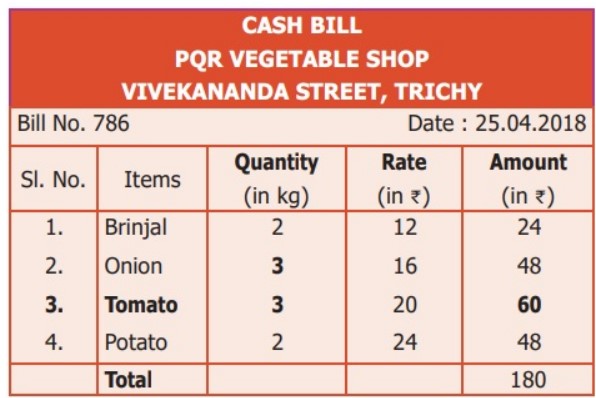 CASH BILL
PQR VEGETABLE SHOP
VIVEKANANDA STREET, TRICHY
Bill No. 786 Date : 25.04.2018
Sl. No. Items Quantity (in kg) Rate (in ₹) Amount (in ₹)
1. Brinjal 2 12 24
2. Onion 3 16 48
3. Tomato 3 20 60
4. Potato 2 24 48
Total 180